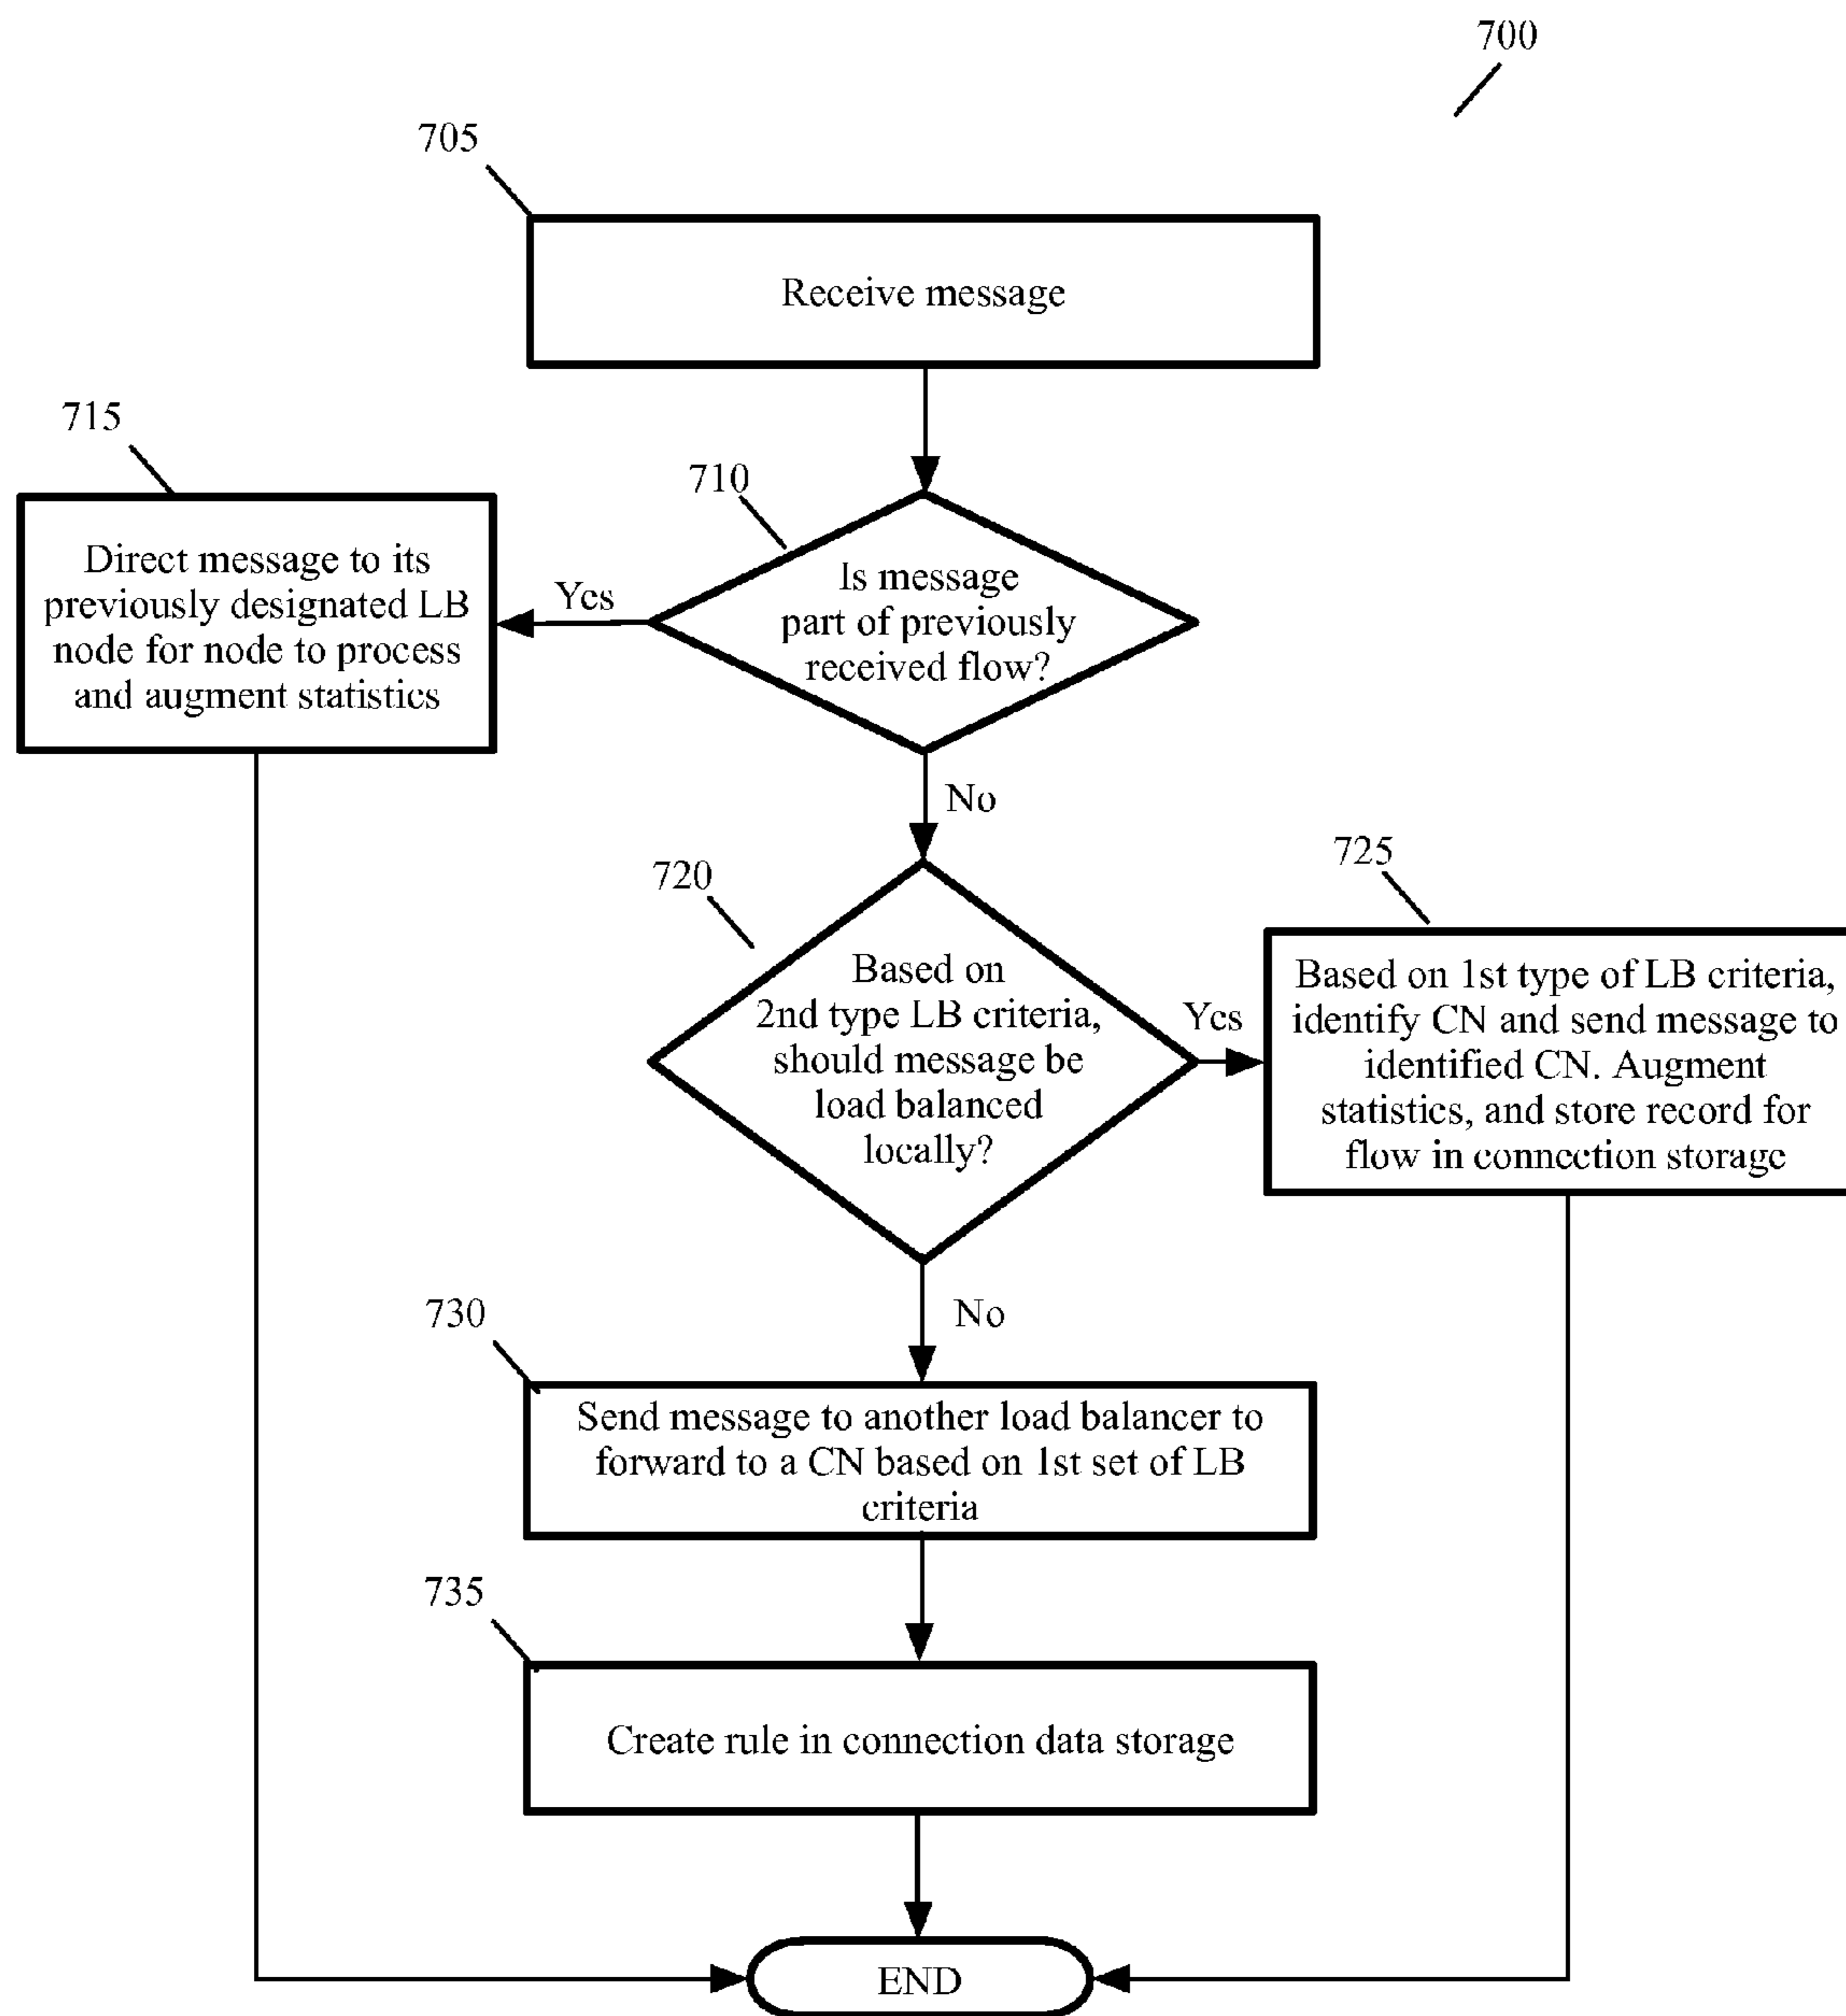 700
705
Receive message
715
710
Direct message to its
previously designated LB
node for node to process
and augment statistics
Yes
Is message
part of previously
received flow?
No
720
725
Based on
2nd type LB criteria,
should message be
load balanced
locally?
Yes
Based on 1st type of LB criteria,
identify CN and send message to
identified CN. Augment
statistics, and store record for
flow in connection storage
730
No
Send message to another load balancer to
forward to a CN based on 1st set of LB
criteria
735
Create rule in connection data storage
END